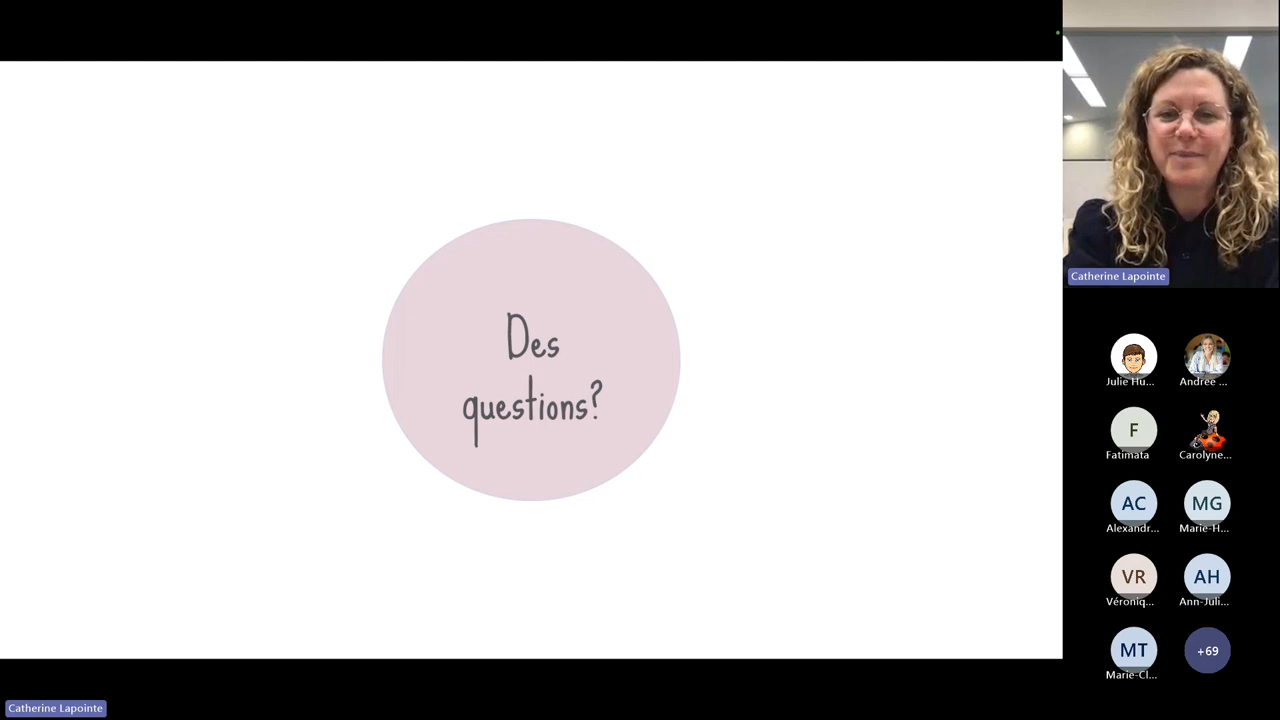 Des
questions?
Catherine Lapointe
Julie Hu...
Andrée ...
F
Fatimata
Carolyne...
AC
Alexandr...
MG
Marie-H...
VR
Véroniq...
AH
Ann-Juli...
MT
Marie-Cl...
+69
Catherine Lapointe